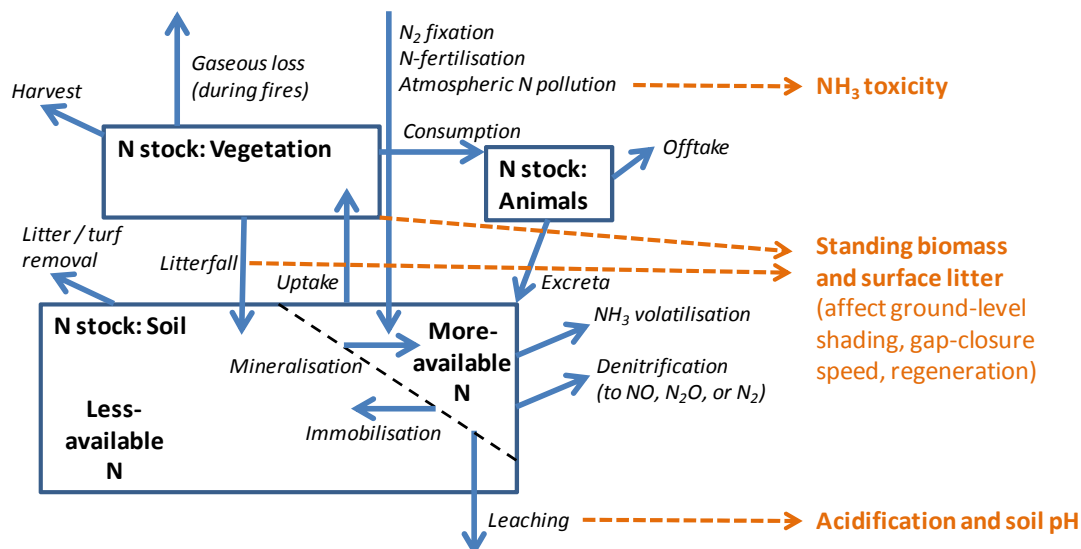 N₂ fixation
N-fertilisation
Atmospheric N pollution
Gaseous loss
(during fires)
Harvest
NH₃ toxicity
Consumption
N stock: Vegetation
N stock:
Animals
Offtake
Litter / turf
removal
Litterfall
Uptake
Excreta
Standing biomass
and surface litter
(affect ground-level
shading, gap-closure
speed, regeneration)
N stock: Soil
More-
available
N
Mineralisation
NH₃ volatilisation
Denitrification
(to NO, N₂O, or N₂)
Less-
available
N
Immobilisation
Leaching
Acidification and soil pH